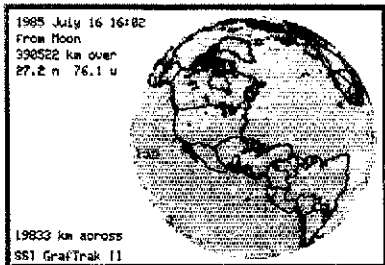 1985 July 16 16:02
From Moon
390522 km over
27.2 n 76.1 w
19833 km across
SSI GrafTrak II